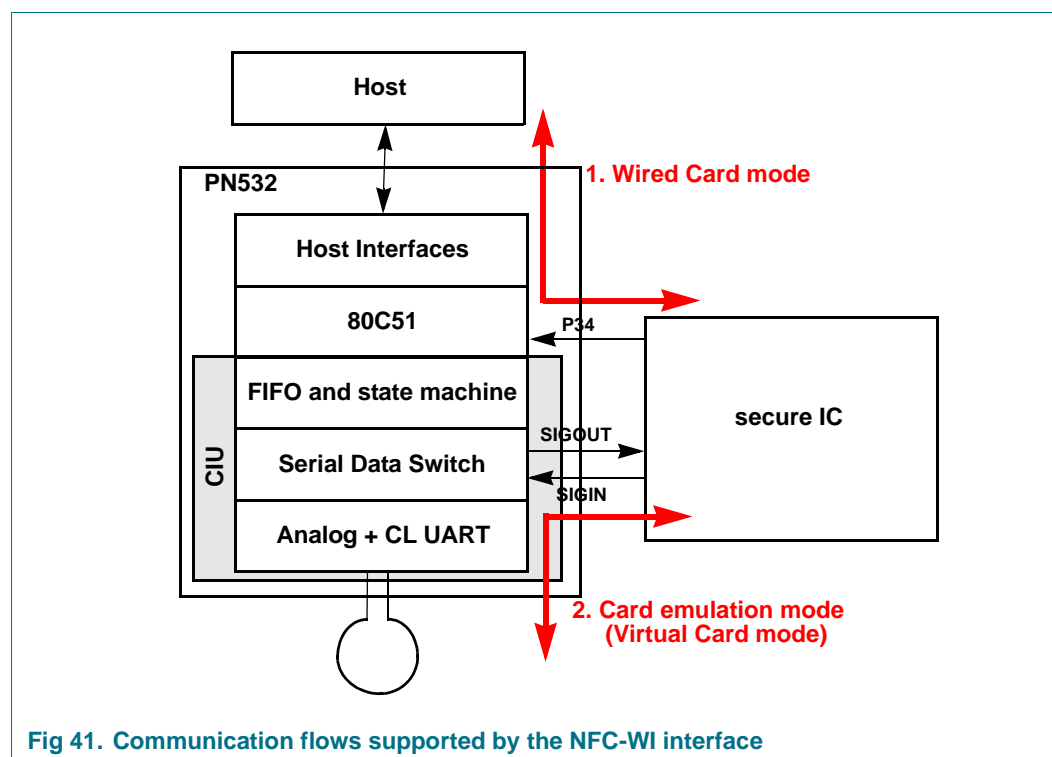 Host
1. Wired Card mode
PN532
Host Interfaces
80C51
P34
FIFO and state machine
secure IC
SIGOUT
CIU
Serial Data Switch
SIGIN
Analog + CL UART
2. Card emulation mode
(Virtual Card mode)
Fig 41. Communication flows supported by the NFC-WI interface